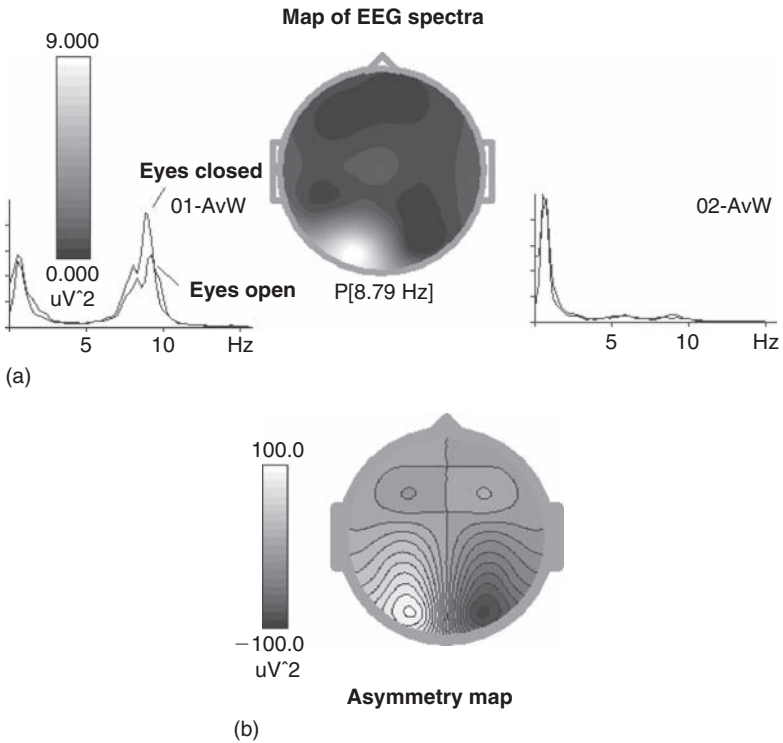 Map of EEG spectra
9.000
Eyes closed
01-AvW
02-AvW
0.000
uV^2
Eyes open
P[8.79 Hz]
5 10 Hz
5 10 Hz
(a)
100.0
−100.0
uV^2
Asymmetry map
(b)